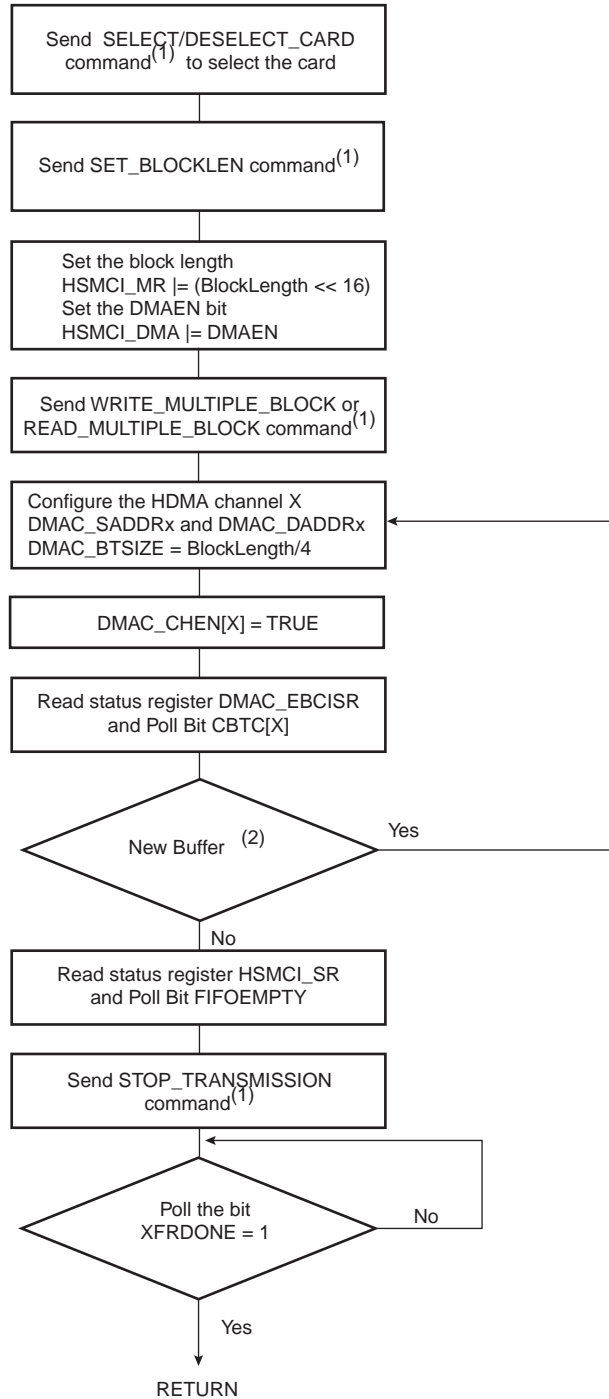 Send SELECT/DESELECT_CARD
command(1) to select the card
Send SET_BLOCKLEN command(1)
Set the block length
HSMCI_MR |= (BlockLength << 16)
Set the DMAEN bit
HSMCI_DMA |= DMAEN
Send WRITE_MULTIPLE_BLOCK or
READ_MULTIPLE_BLOCK command(1)
Configure the HDMA channel X
DMAC_SADDRx and DMAC_DADDRx
DMAC_BTSIZE = BlockLength/4
DMAC_CHEN[X] = TRUE
Read status register DMAC_EBCISR
and Poll Bit CBTC[X]
New Buffer (2)
Yes
No
Read status register HSMCI_SR
and Poll Bit FIFOEMPTY
Send STOP_TRANSMISSION
command(1)
Poll the bit
XFRDONE = 1
No
Yes
RETURN